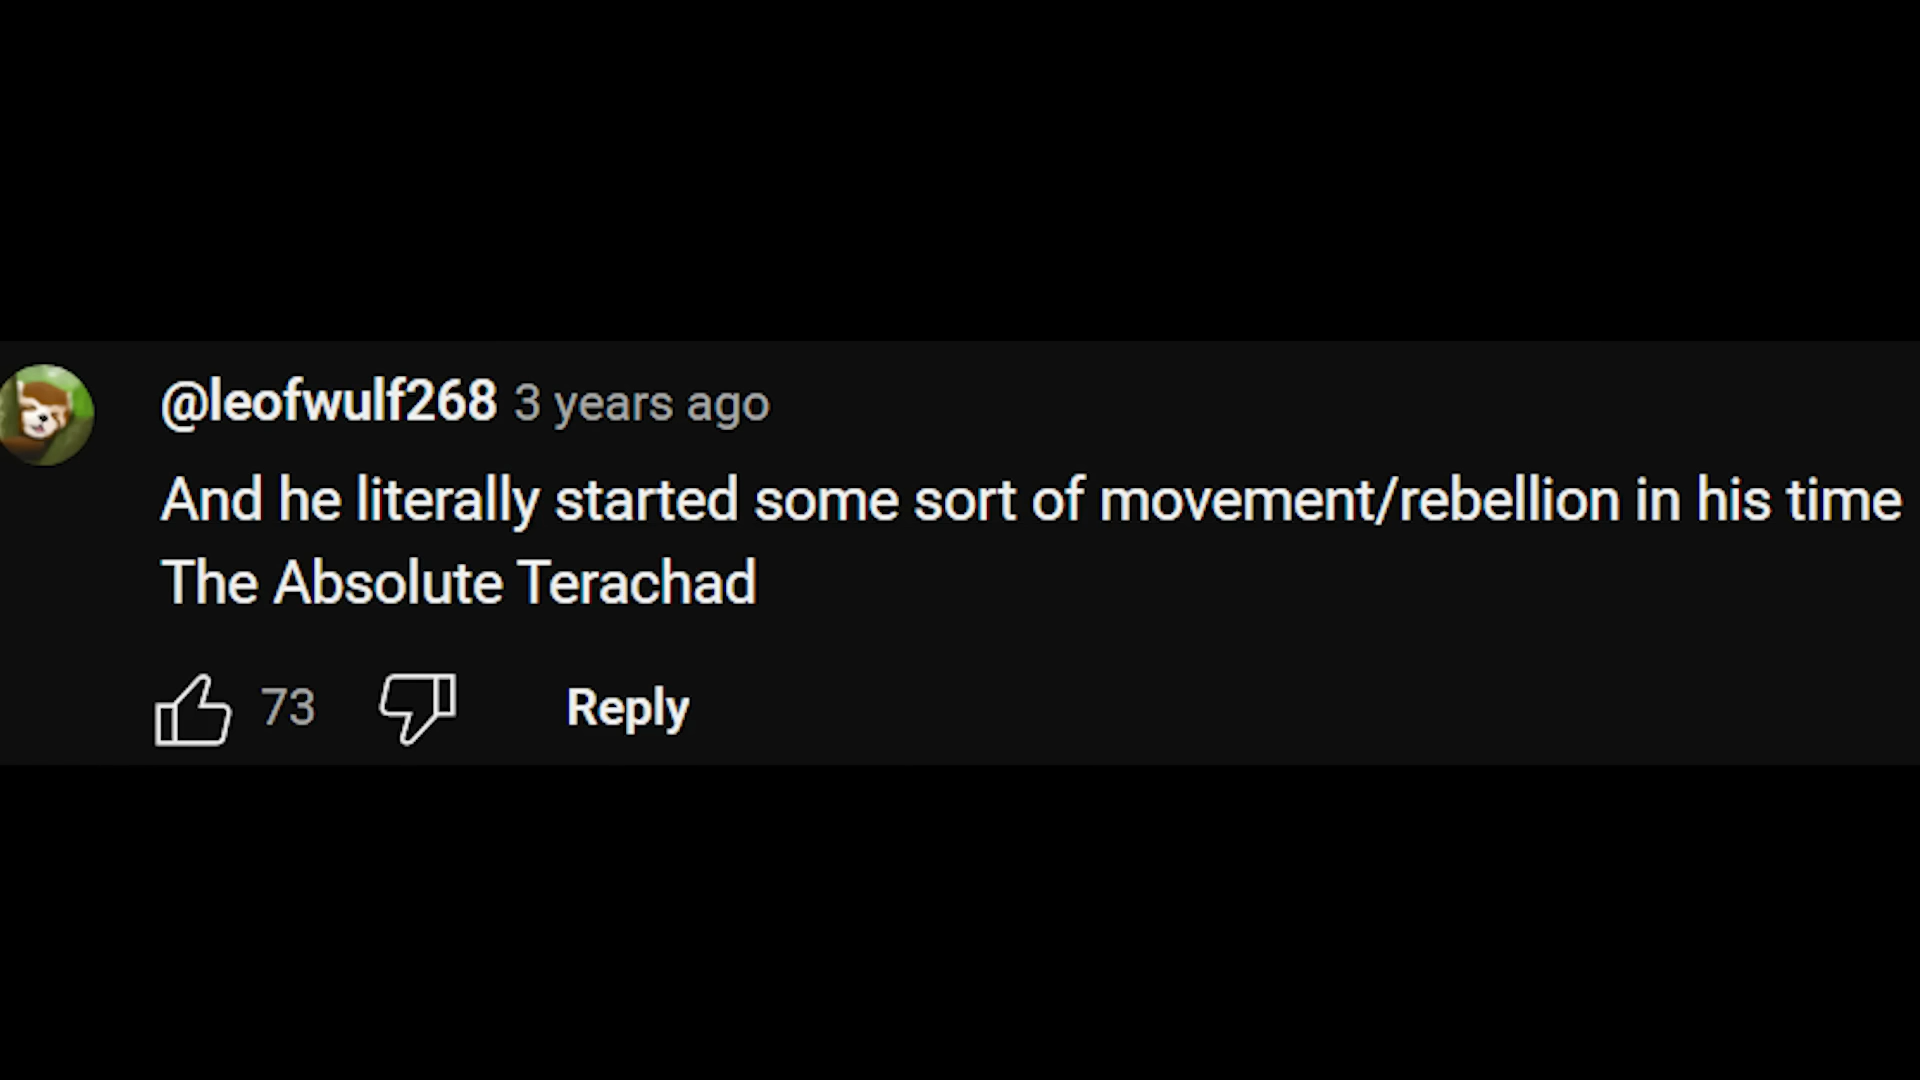 @leofwulf268 3 years ago
And he literally started some sort of movement/rebellion in his time
The Absolute Terachad
73 Reply